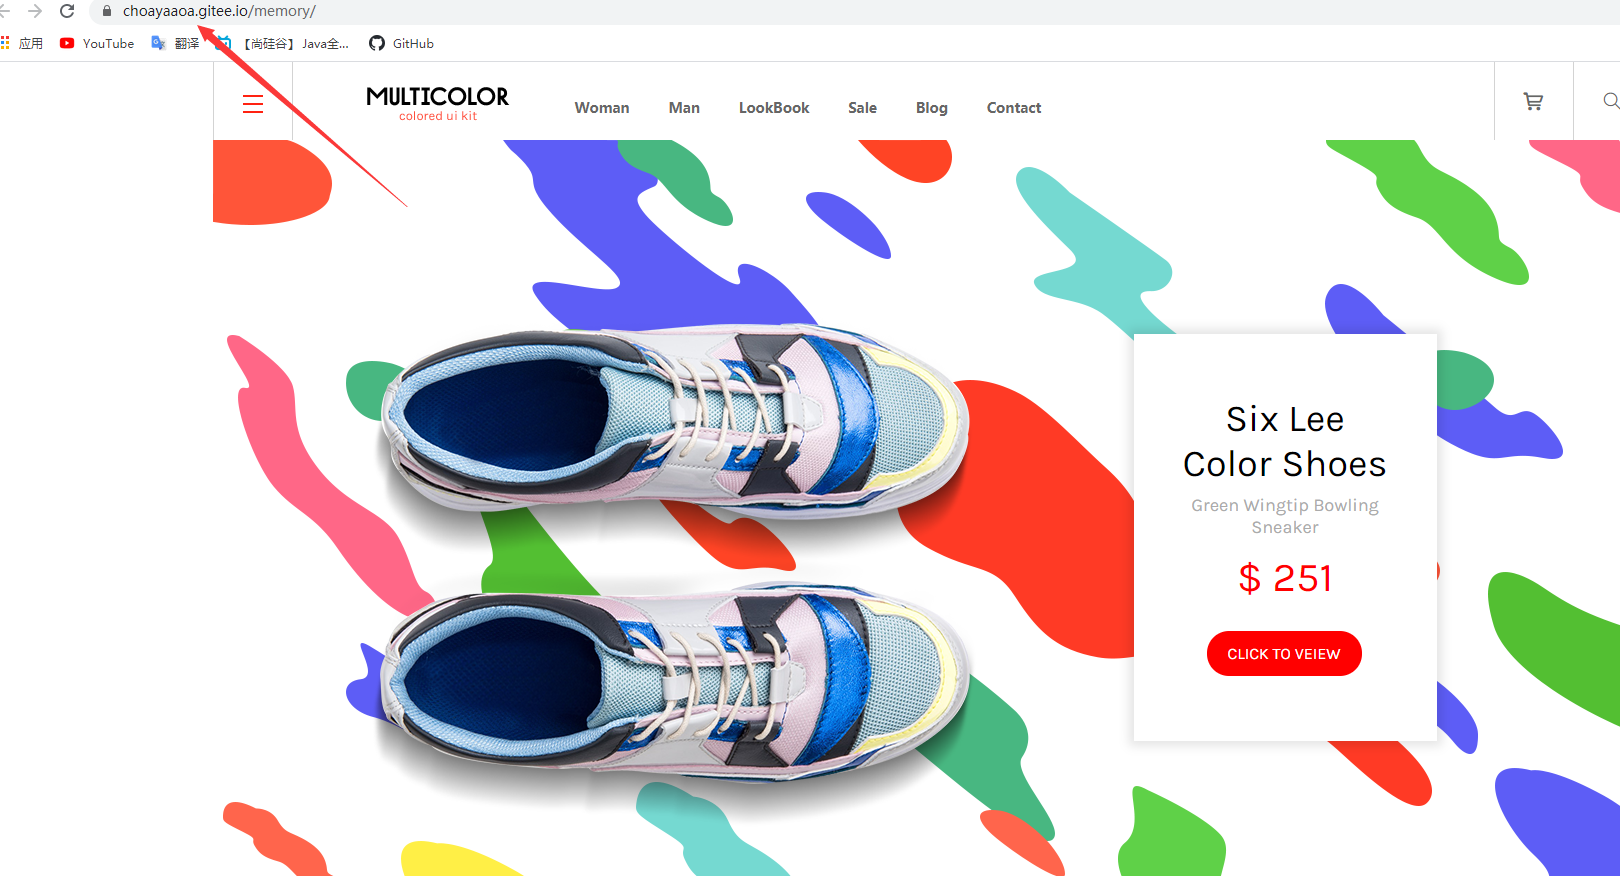 choayaaoa.gitee.io/memory/
应用 YouTube 翻译 【尚硅谷】Java全... GitHub
MULTICOLOR
colored ui kit
Woman Man LookBook Sale Blog Contact
Six Lee
Color Shoes
Green Wingtip Bowling
Sneaker
$ 251
CLICK TO VEIEW